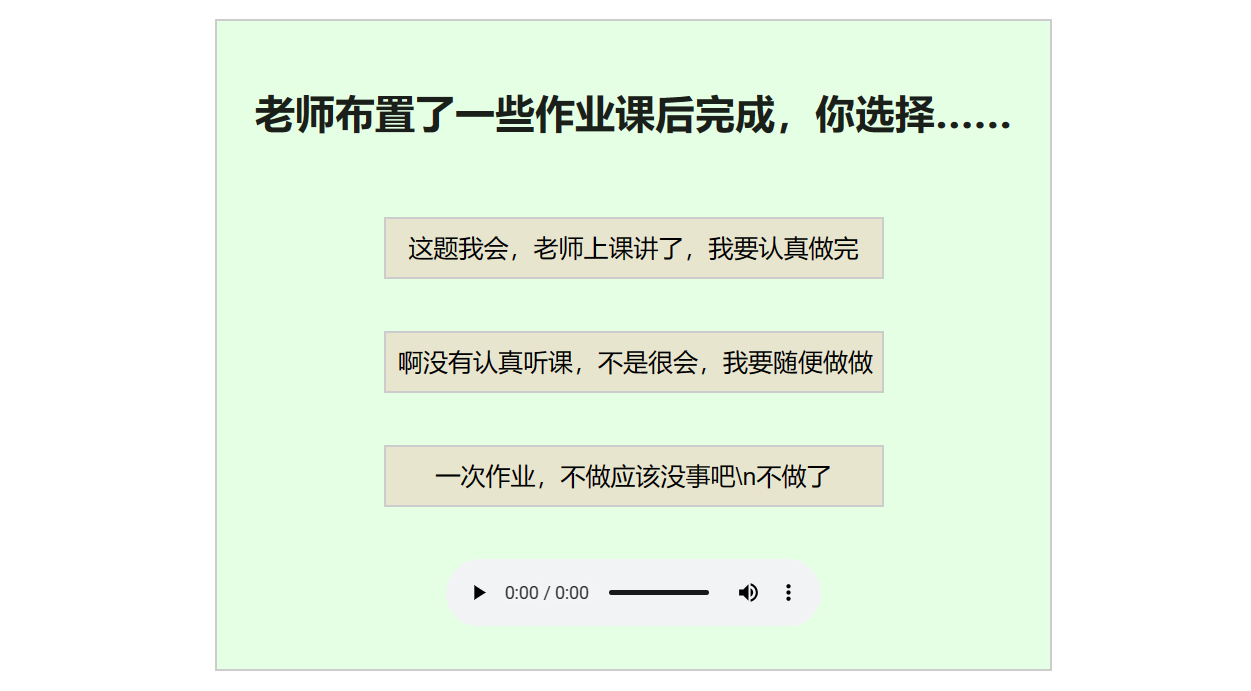 老师布置了一些作业课后完成，你选择……
这题我会，老师上课讲了，我要认真做完
啊没有认真听课，不是很会，我要随便做做
一次作业，不做应该没事吧\n不做了
0:00 / 0:00